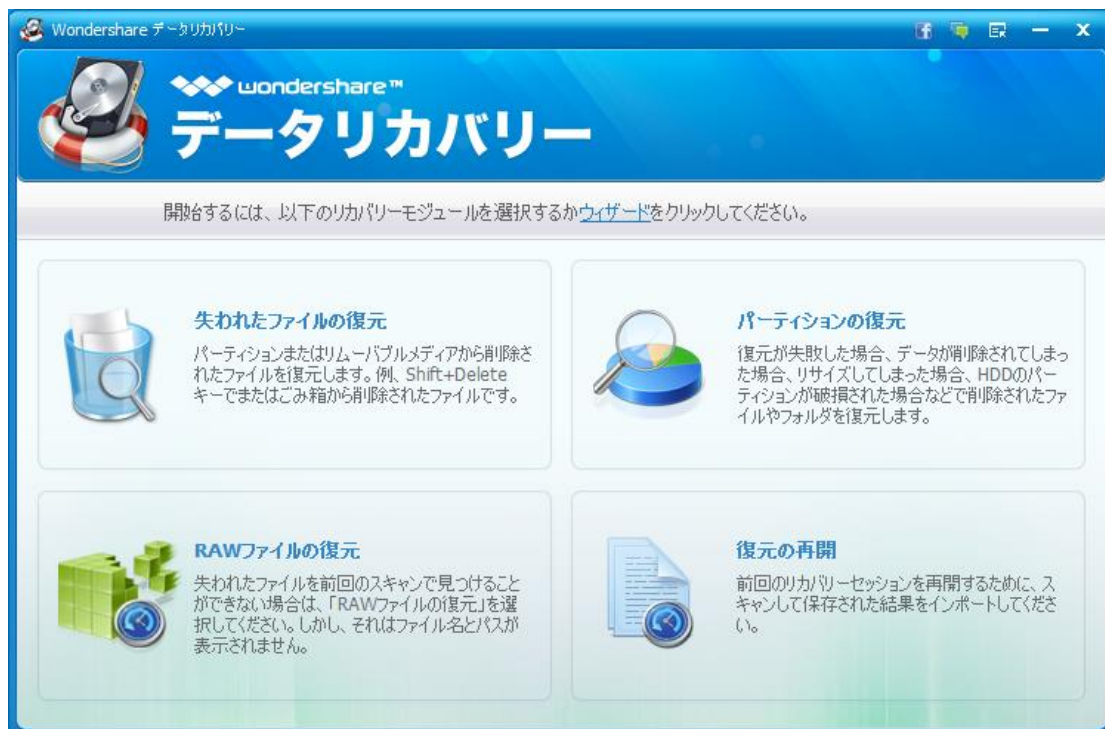 Wondershare データリカバリー
wondershare™
データリカバリー
開始するには、以下のリカバリーモジュールを選択するかウィザードをクリックしてください。
失われたファイルの復元
パーティションまたはリムーバブルメディアから削除さ
れたファイルを復元します。例、Shift+Delete
キーでまたはごみ箱から削除されたファイルです。
パーティションの復元
復元が失敗した場合、データが削除されてしまっ
た場合、リサイズしてしまった場合、HDDのパー
ティションが破損された場合などで削除されたファ
イルやフォルダを復元します。
RAWファイルの復元
失われたファイルを前回のスキャンで見つけること
ができない場合は、「RAWファイルの復元」を選
択してください。しかし、それはファイル名とパスが
表示されません。
復元の再開
前回のリカバリーセッションを再開するために、ス
キャンして保存された結果をインポートしてくださ
い。